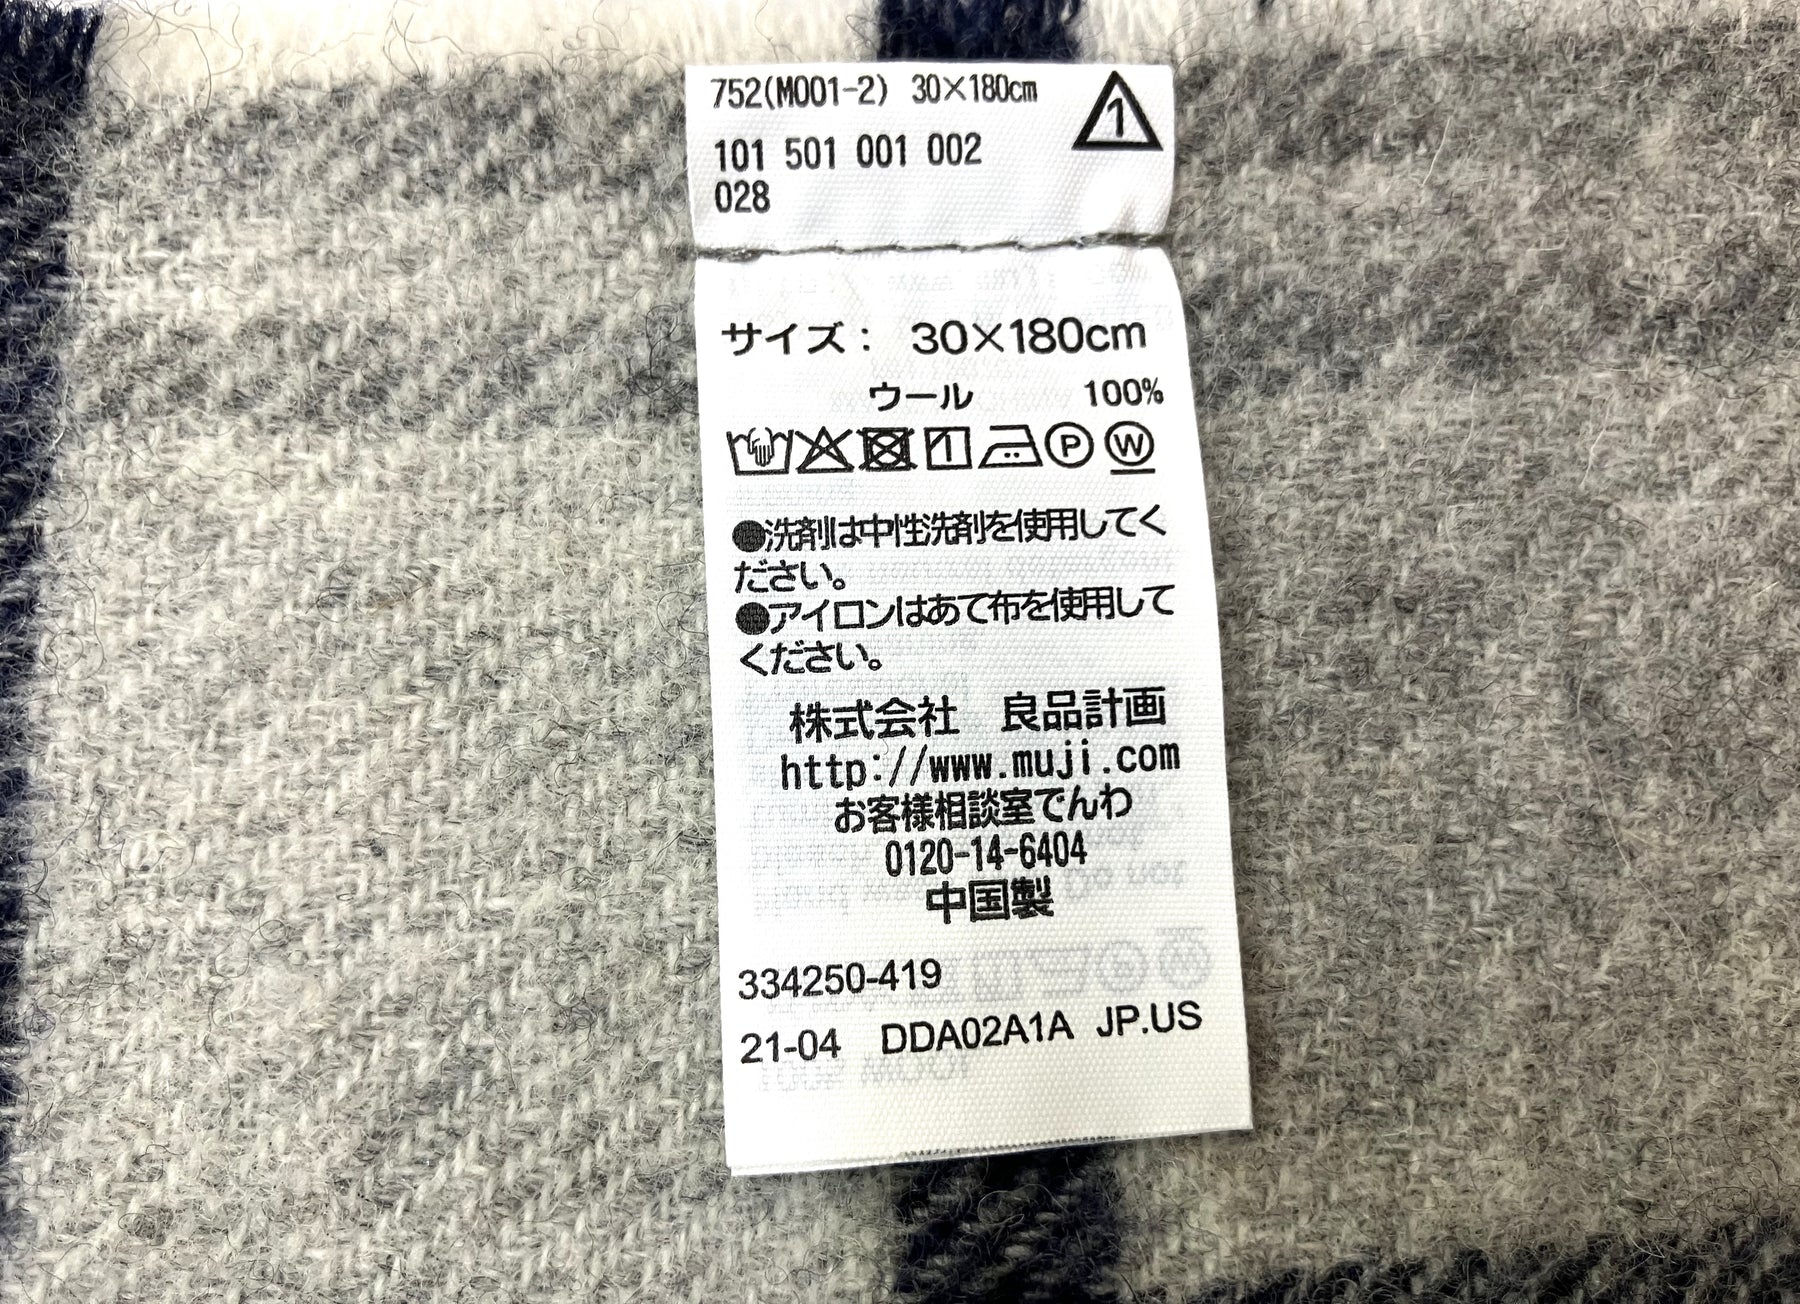 752(M001-2) 30×180cm
1
101 501 001 002
028
サイズ： 30×180cm
ウール 100%
1 P W
●洗剤は中性洗剤を使用してく
ださい。
●アイロンはあて布を使用して
ください。
株式会社 良品計画
http://www.muji.com
お客様相談室でんわ
0120-14-6404
中国製
334250-419
21-04 DDA02A1A JP.US